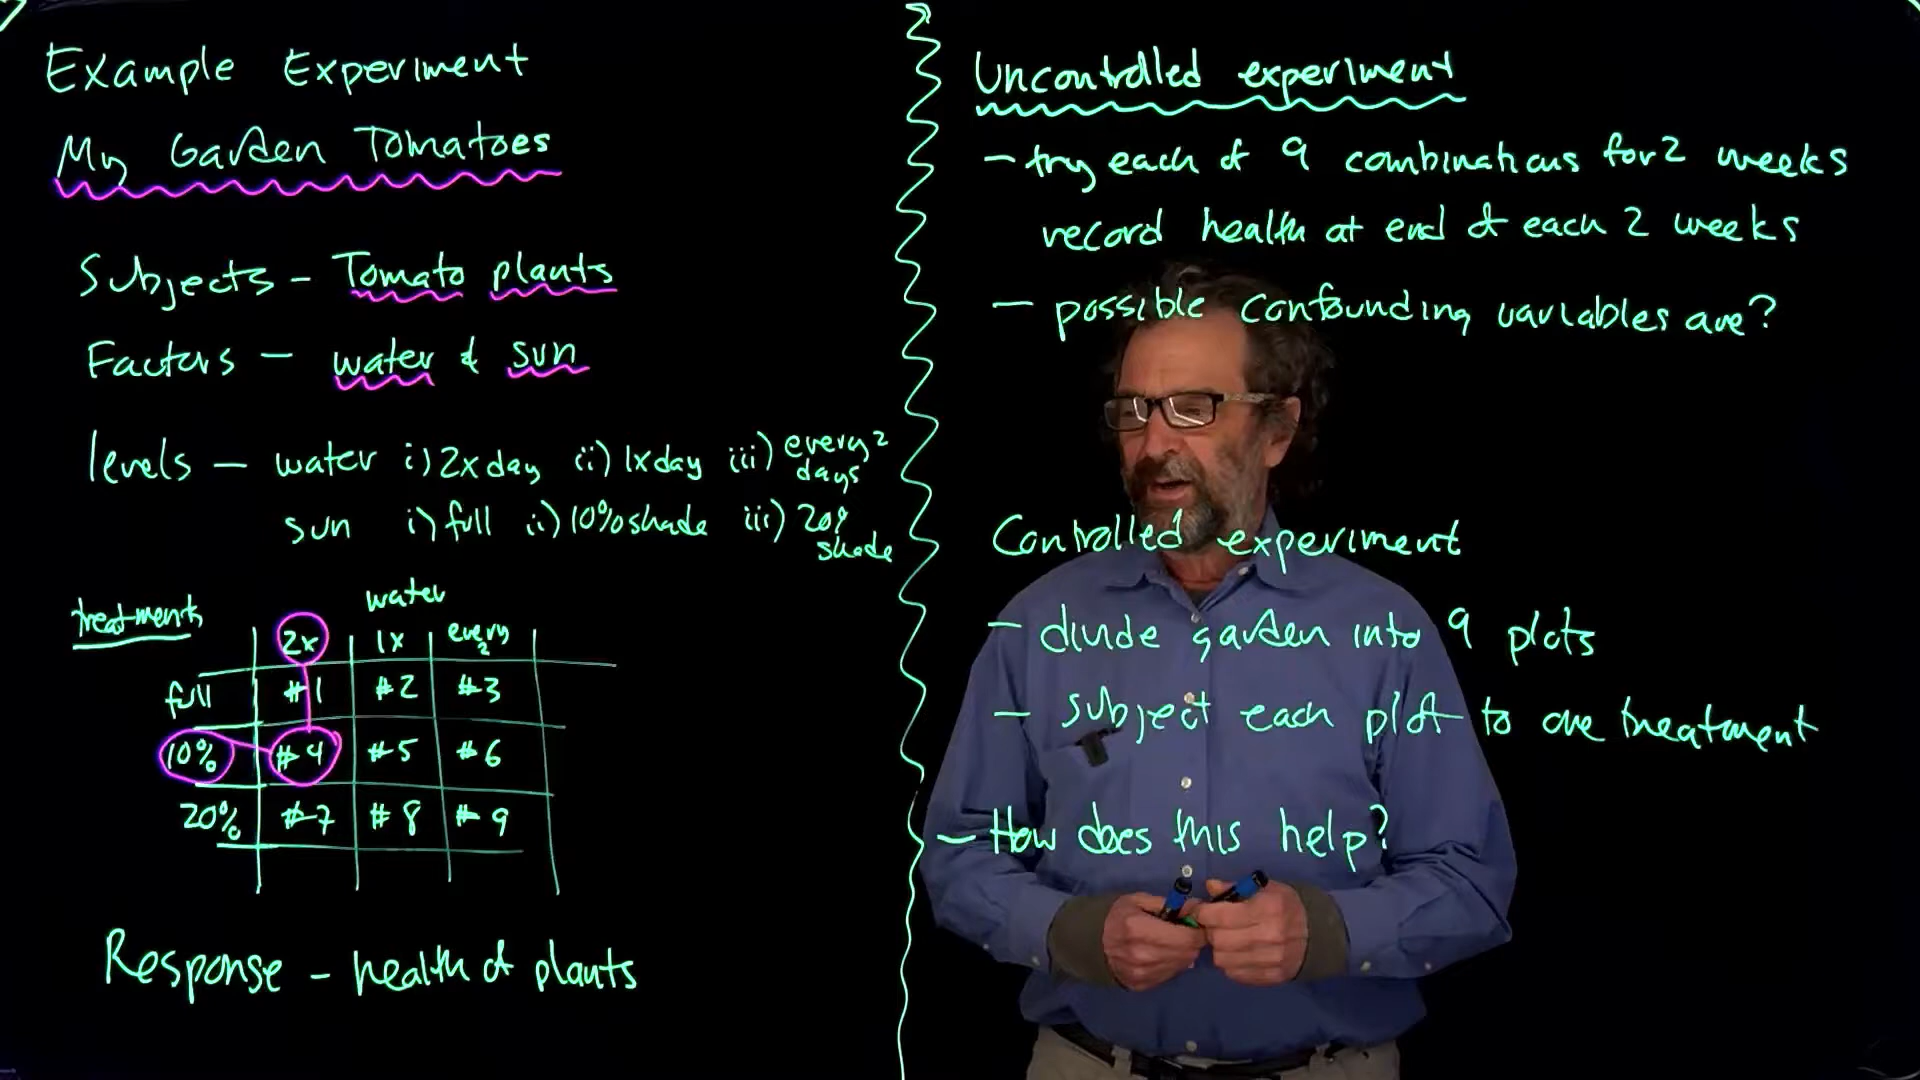 Example Experiment
My Garden Tomatoes
Subjects - Tomato plants
Factors - water & sun
levels - water i) 2x day ii) 1x day iii) every 2 days
sun i) full ii) 10% shade iii) 20% shade
treatments
water
2x 1x every 2
full #1 #2 #3
10% #4 #5 #6
20% #7 #8 #9
Response - health of plants
Uncontrolled experiment
- try each of 9 combinations for 2 weeks
record health at end of each 2 weeks
- possible confounding variables are?
Controlled experiment
- divide garden into 9 plots
- subject each plot to one treatment
- How does this help?